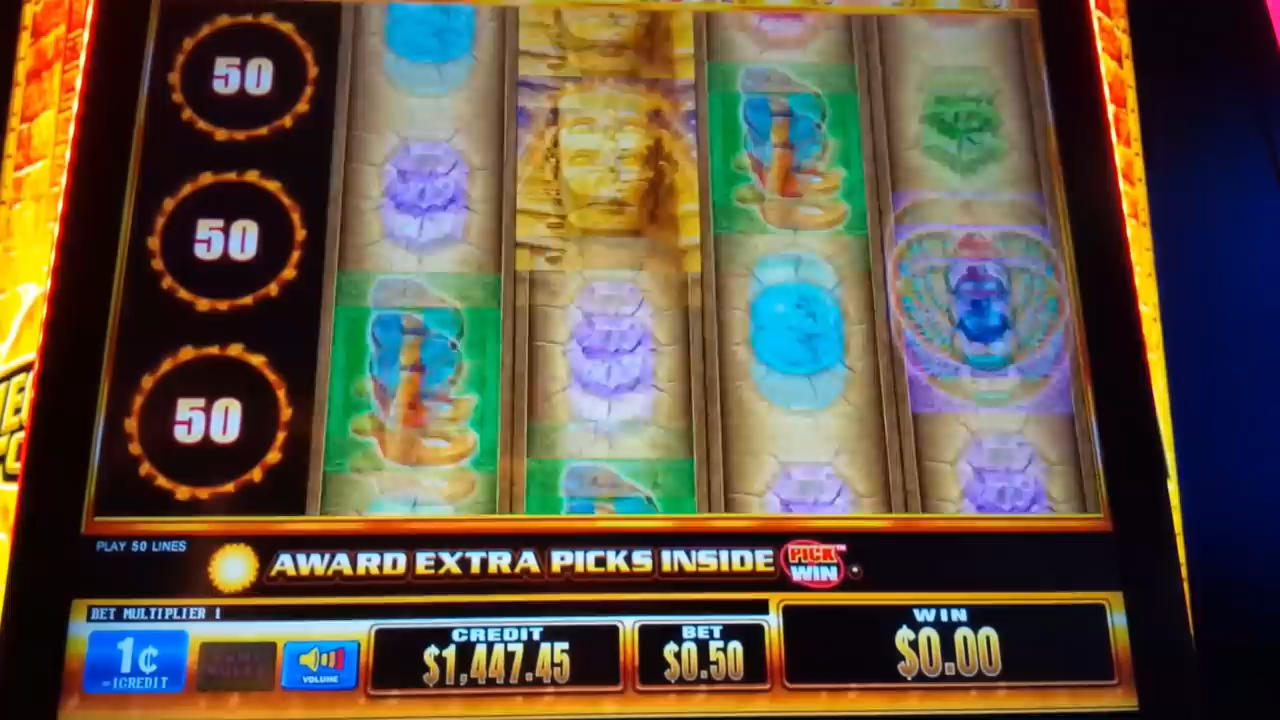 50
50
50
PLAY 50 LINES
AWARD EXTRA PICKS INSIDE PICK WIN™
BET MULTIPLIER 1
1¢
=1CREDIT
VOLUME
CREDIT
$1,447.45
BET
$0.50
WIN
$0.00